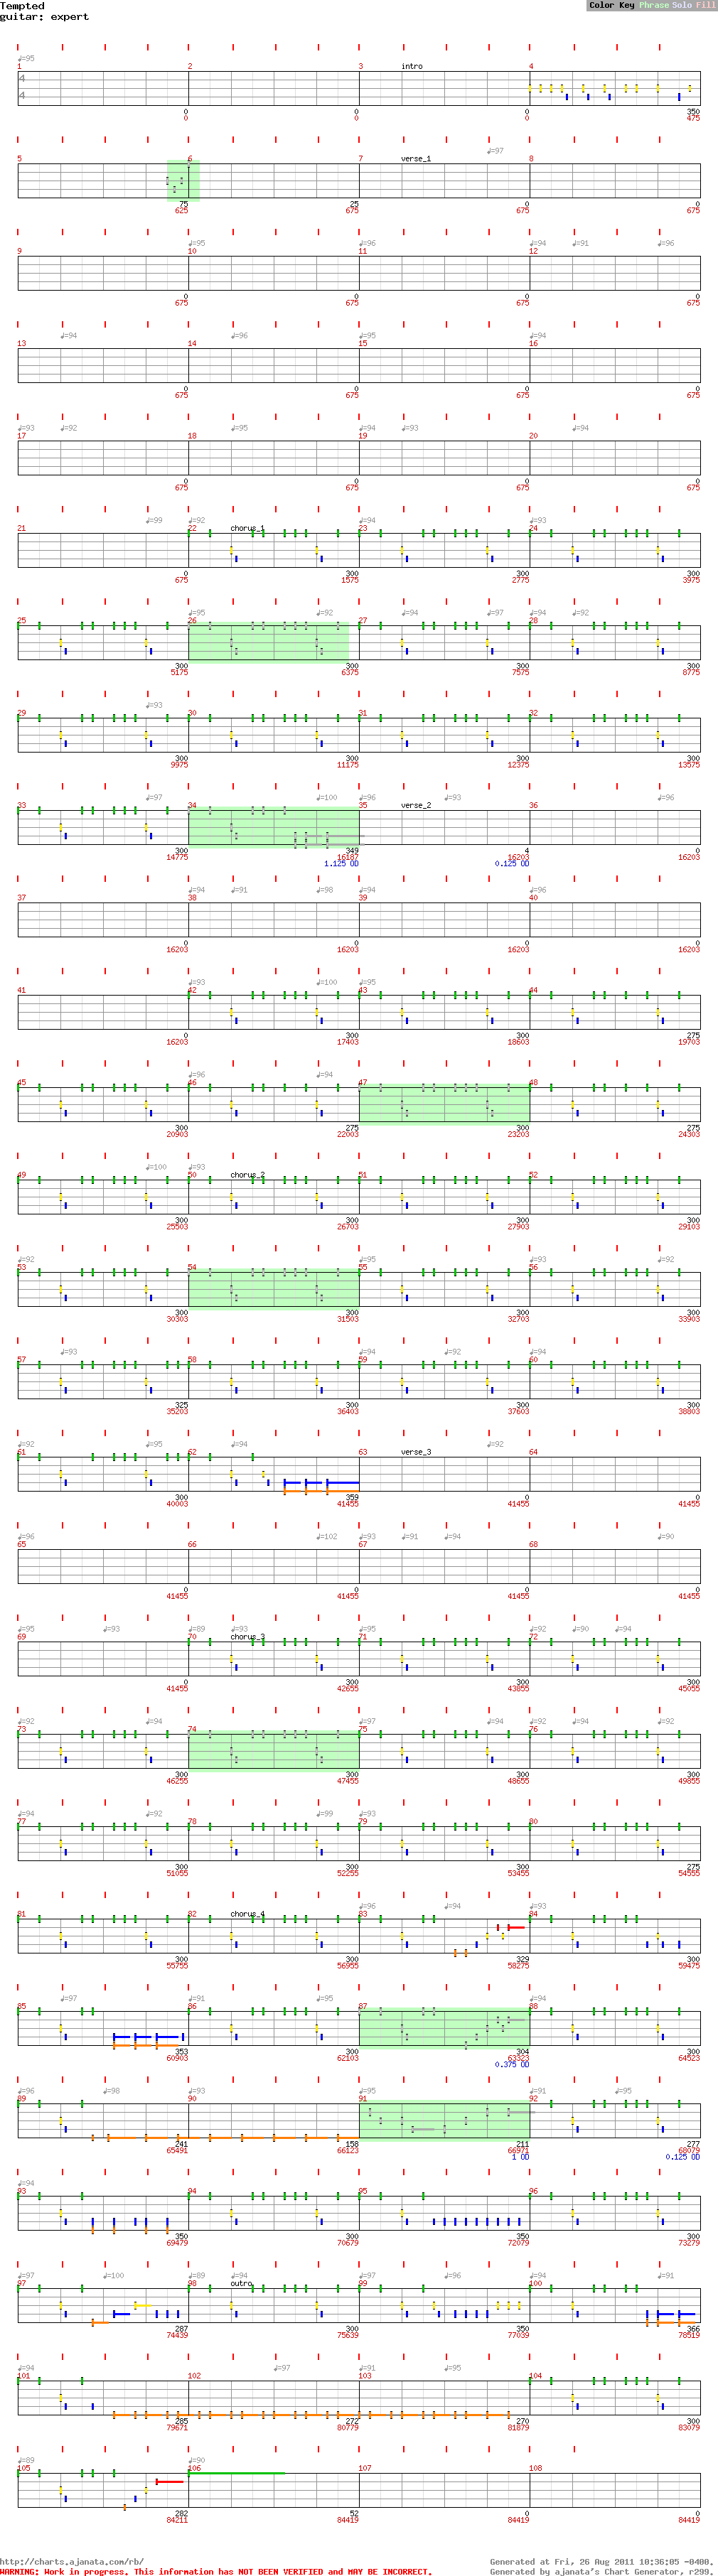 Tempted
guitar: expert
Color Key Phrase Solo Fill
♩=95
1 2 3 intro 4
4
4
0 0 0 350
0 0 0 475
♩=97
5 6 7 verse_1 8
75 25 0 0
625 675 675 675
♩=95 ♩=96 ♩=94 ♩=91 ♩=96
9 10 11 12
0 0 0 0
675 675 675 675
♩=94 ♩=96 ♩=95 ♩=94
13 14 15 16
0 0 0 0
675 675 675 675
♩=93 ♩=92 ♩=95 ♩=94 ♩=93 ♩=94
17 18 19 20
0 0 0 0
675 675 675 675
♩=99 ♩=92 ♩=94 ♩=93
21 22 chorus_1 23 24
0 300 300 300
675 1575 2775 3975
♩=95 ♩=92 ♩=94 ♩=97 ♩=94 ♩=92
25 26 27 28
300 300 300 300
5175 6375 7575 8775
♩=93
29 30 31 32
300 300 300 300
9975 11175 12375 13575
♩=97 ♩=100 ♩=96 ♩=93 ♩=96
33 34 35 verse_2 36
300 349 4 0
14775 16187 16203 16203
1.125 OD 0.125 OD
♩=94 ♩=91 ♩=98 ♩=94 ♩=96
37 38 39 40
0 0 0 0
16203 16203 16203 16203
♩=93 ♩=100 ♩=95
41 42 43 44
0 300 300 275
16203 17403 18603 19703
♩=96 ♩=94
45 46 47 48
300 275 300 275
20903 22003 23203 24303
♩=100 ♩=93
49 50 chorus_2 51 52
300 300 300 300
25503 26703 27903 29103
♩=92 ♩=95 ♩=93 ♩=92
53 54 55 56
300 300 300 300
30303 31503 32703 33903
♩=93 ♩=94 ♩=92 ♩=94
57 58 59 60
325 300 300 300
35203 36403 37603 38803
♩=92 ♩=95 ♩=94 ♩=92
61 62 63 verse_3 64
300 359 0 0
40003 41455 41455 41455
♩=96 ♩=102 ♩=93 ♩=91 ♩=94 ♩=90
65 66 67 68
0 0 0 0
41455 41455 41455 41455
♩=95 ♩=93 ♩=89 ♩=93 ♩=95 ♩=92 ♩=90 ♩=94
69 70 chorus_3 71 72
0 300 300 300
41455 42655 43855 45055
♩=92 ♩=94 ♩=97 ♩=94 ♩=92 ♩=94 ♩=92
73 74 75 76
300 300 300 300
46255 47455 48655 49855
♩=94 ♩=92 ♩=99 ♩=93
77 78 79 80
300 300 300 275
51055 52255 53455 54555
♩=96 ♩=94 ♩=93
81 82 chorus_4 83 84
300 300 329 300
55755 56955 58275 59475
♩=97 ♩=91 ♩=95 ♩=94
85 86 87 88
353 300 304 300
60903 62103 63323 64523
0.375 OD
♩=96 ♩=98 ♩=93 ♩=95 ♩=91 ♩=95
89 90 91 92
241 158 211 277
65491 66123 66971 68079
1 OD 0.125 OD
♩=94
93 94 95 96
350 300 350 300
69479 70679 72079 73279
♩=97 ♩=100 ♩=89 ♩=94 ♩=97 ♩=96 ♩=94 ♩=91
97 98 outro 99 100
287 300 350 366
74439 75639 77039 78519
♩=94 ♩=97 ♩=91 ♩=95
101 102 103 104
285 272 270 300
79671 80779 81879 83079
♩=89 ♩=90
105 106 107 108
282 52 0 0
84211 84419 84419 84419
http://charts.ajanata.com/rb/
Generated at Fri, 26 Aug 2011 10:36:05 -0400.
WARNING: Work in progress. This information has NOT BEEN VERIFIED and MAY BE INCORRECT.
Generated by ajanata's Chart Generator, r299.